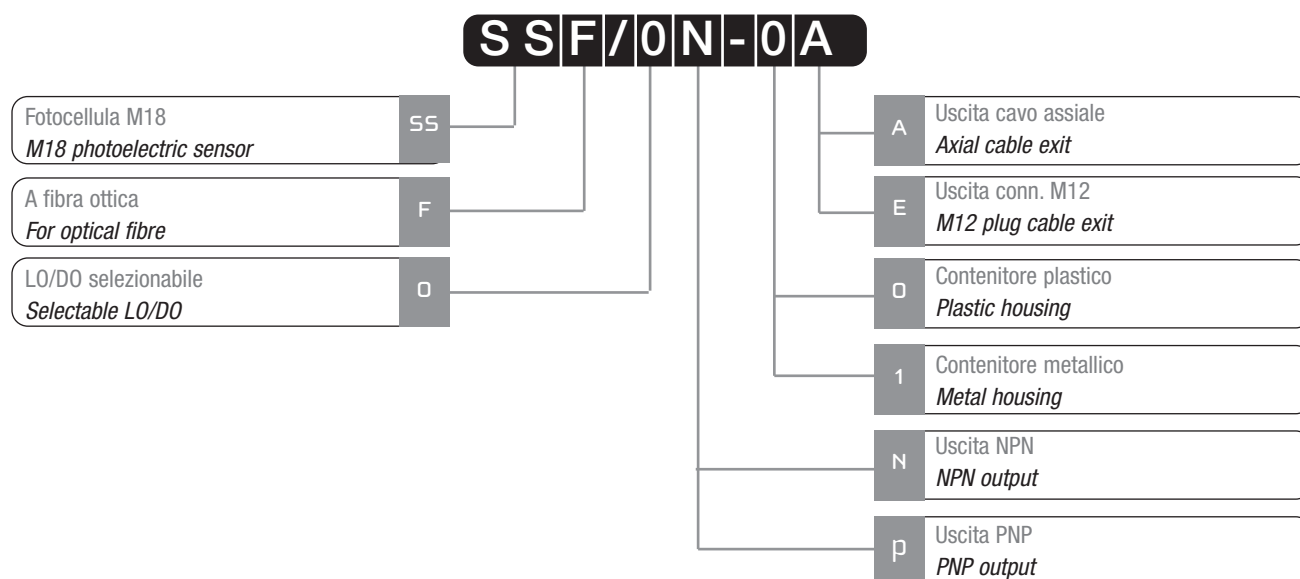 SSF/0N-0A
Fotocellula M18
M18 photoelectric sensor
SS
A fibra ottica
For optical fibre
F
LO/DO selezionabile
Selectable LO/DO
0
A
Uscita cavo assiale
Axial cable exit
E
Uscita conn. M12
M12 plug cable exit
0
Contenitore plastico
Plastic housing
1
Contenitore metallico
Metal housing
N
Uscita NPN
NPN output
P
Uscita PNP
PNP output